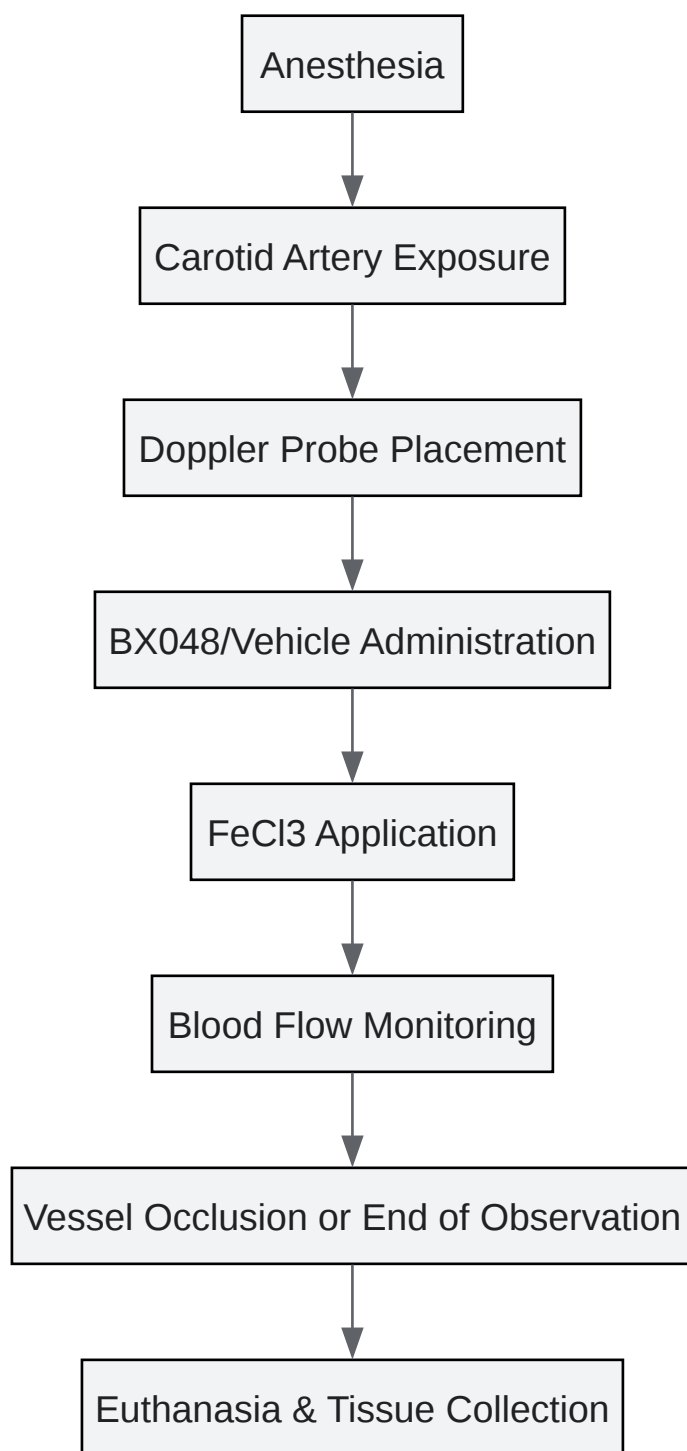 Anesthesia
Carotid Artery Exposure
Doppler Probe Placement
BX048/Vehicle Administration
FeCl3 Application
Blood Flow Monitoring
Vessel Occlusion or End of Observation
Euthanasia & Tissue Collection